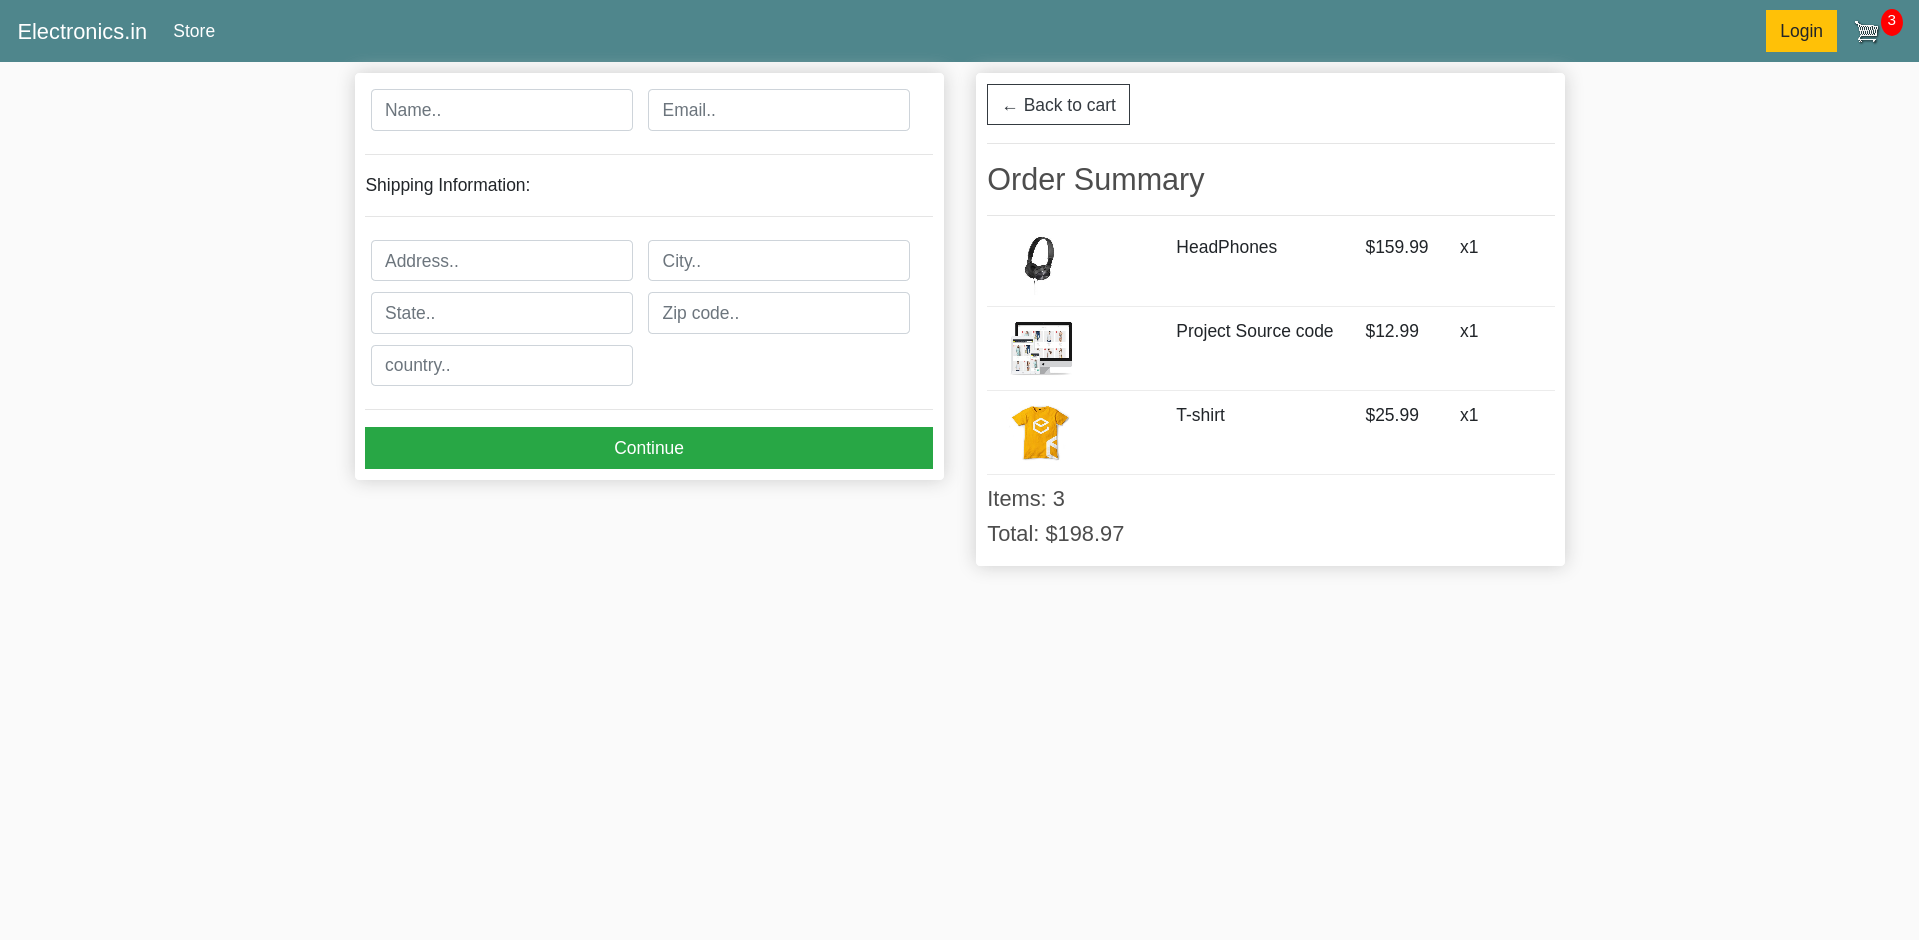 Electronics.in Store Login 3
Name.. Email..
Shipping Information:
Address.. City..
State.. Zip code..
country..
Continue
← Back to cart
Order Summary
HeadPhones $159.99 x1
Project Source code $12.99 x1
T-shirt $25.99 x1
Items: 3
Total: $198.97